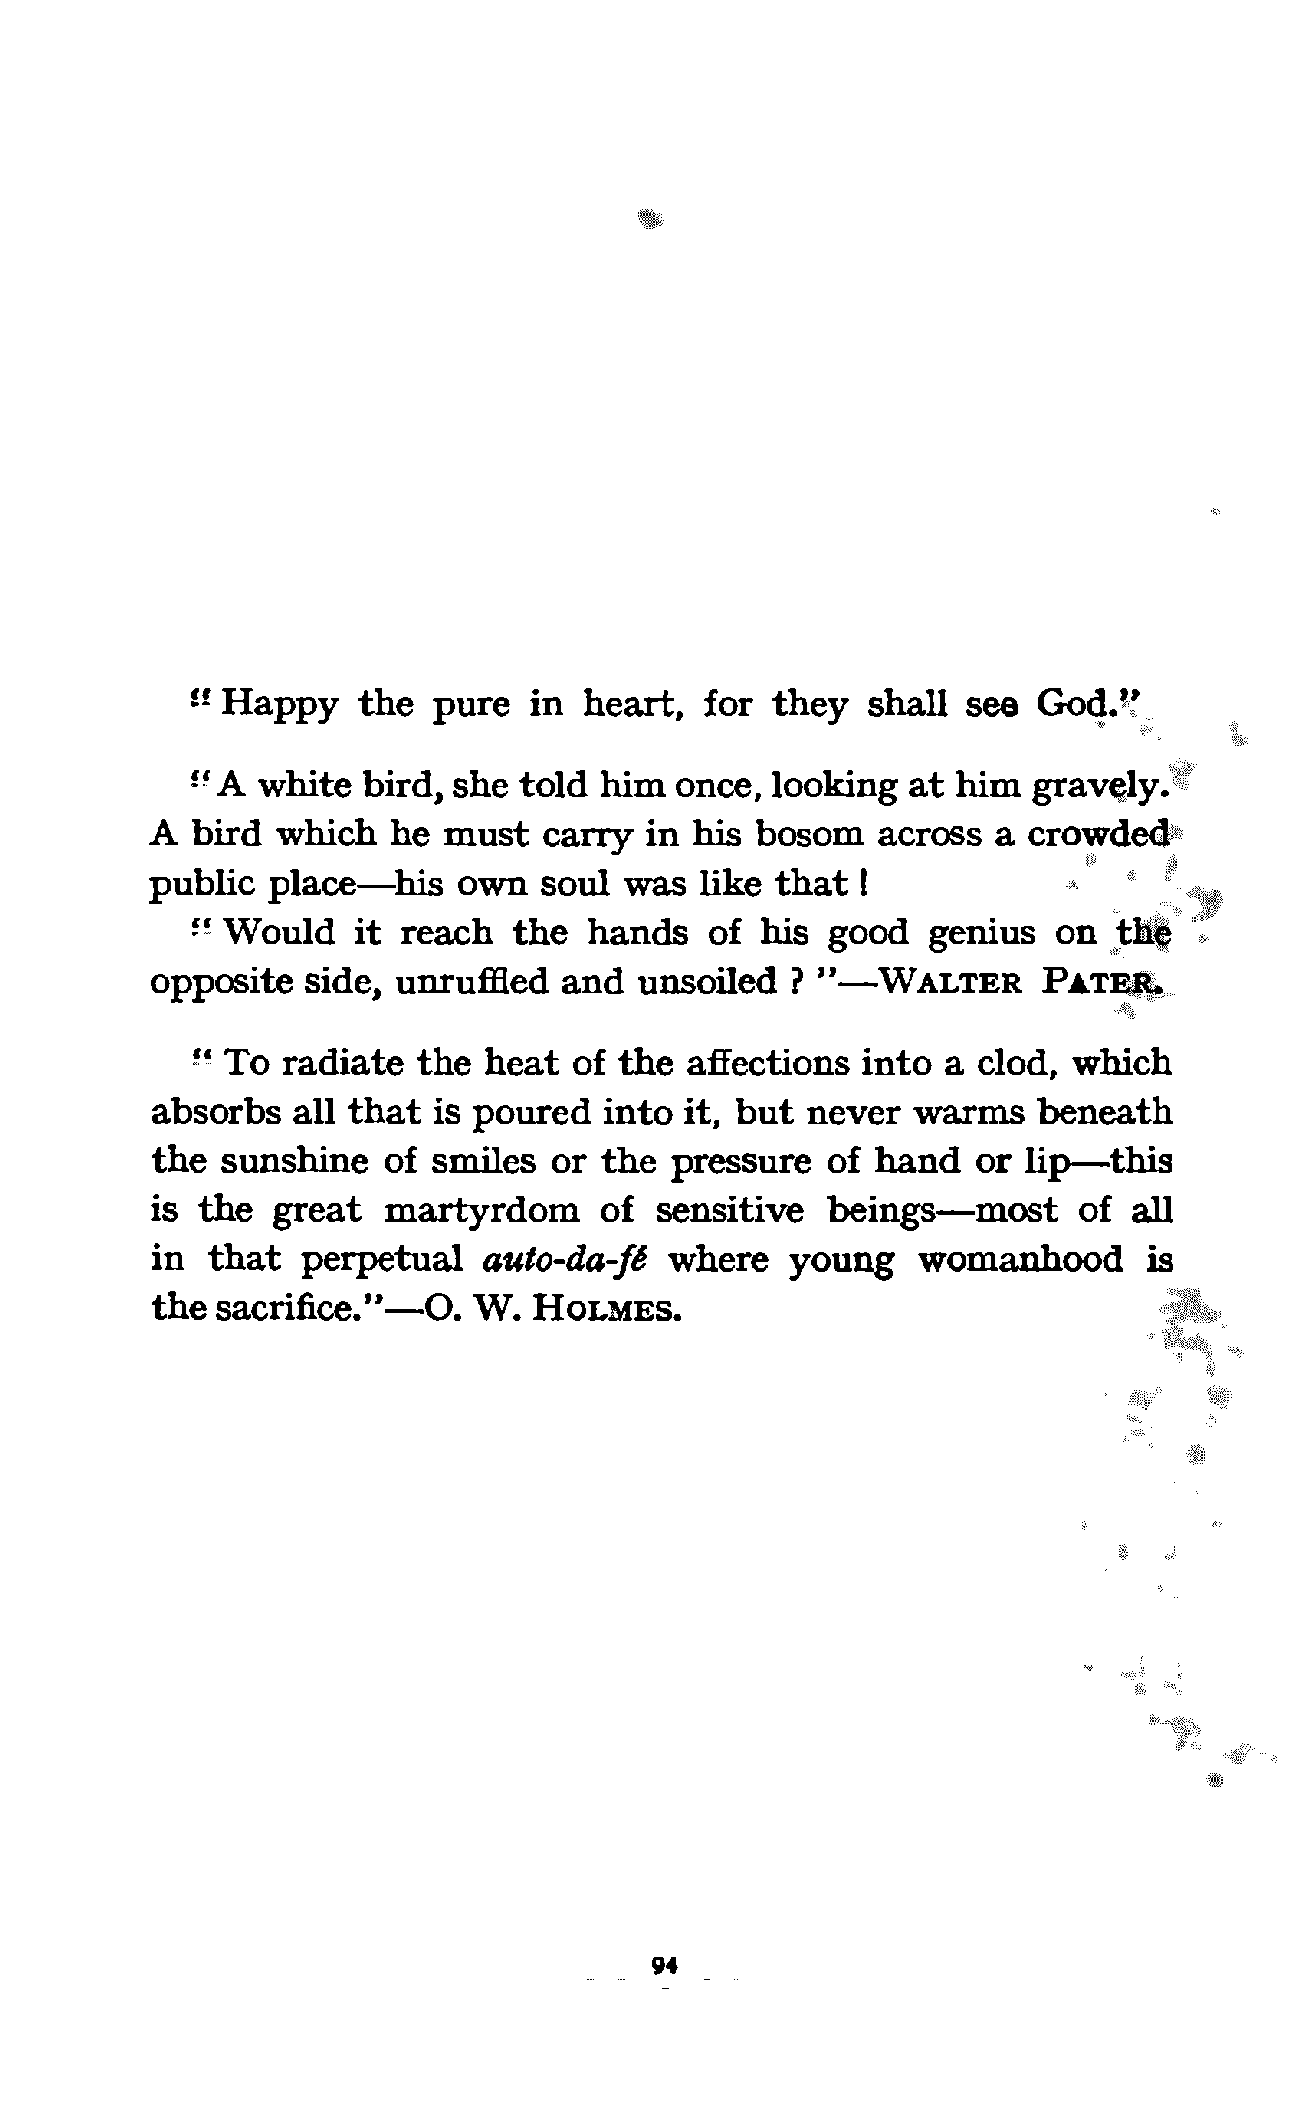 “ Happy the pure in heart, for they shall see God.”
“ A white bird, she told him once, looking at him gravely.
A bird which he must carry in his bosom across a crowded
public place—his own soul was like that !
“ Would it reach the hands of his good genius on the
opposite side, unruffled and unsoiled ? ”—WALTER PATER.
“ To radiate the heat of the affections into a clod, which
absorbs all that is poured into it, but never warms beneath
the sunshine of smiles or the pressure of hand or lip—this
is the great martyrdom of sensitive beings—most of all
in that perpetual auto-da-fé where young womanhood is
the sacrifice.”—O. W. HOLMES.
94